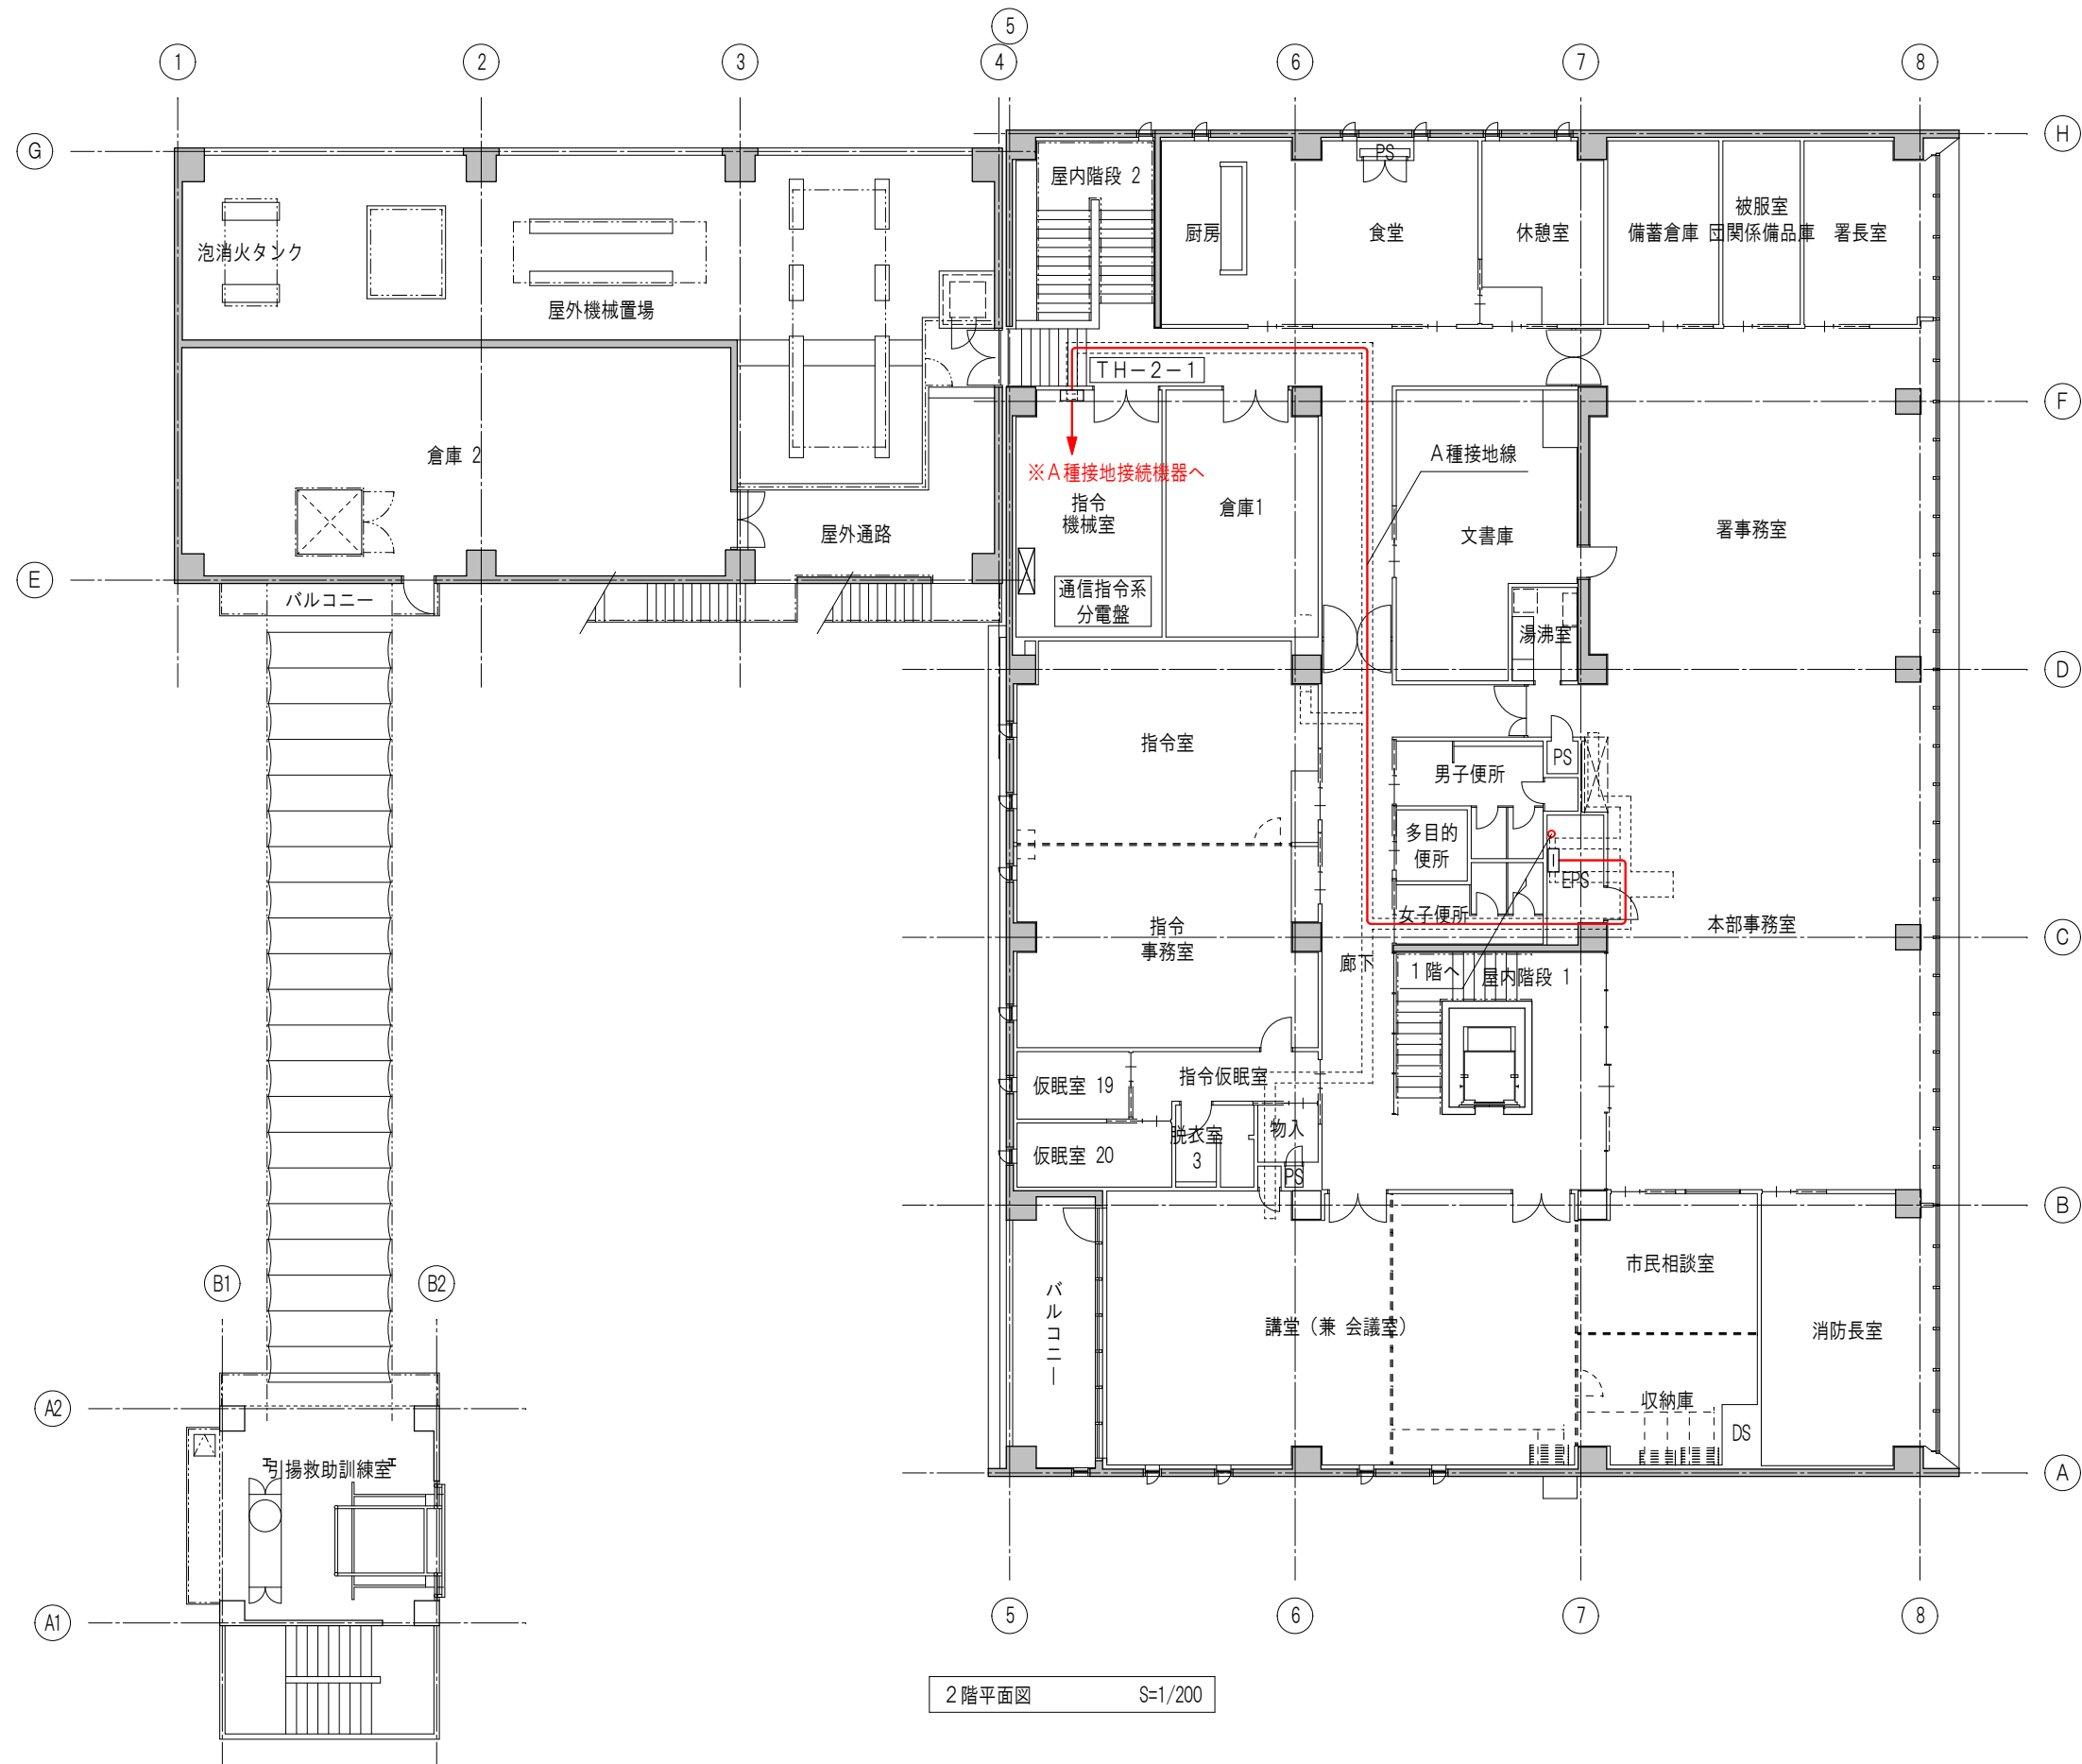 5
1
2
3
4
6
7
8
G
H
屋内階段 2
PS
厨房
食堂
休憩室
備蓄倉庫
被服室
団関係備品庫
署長室
泡消火タンク
屋外機械置場
TH-2-1
F
倉庫 2
※A種接地接続機器へ
A種接地線
指令
機械室
倉庫1
屋外通路
文書庫
署事務室
E
バルコニー
通信指令系
分電盤
湯沸室
D
指令室
PS
男子便所
多目的
便所
EPS
女子便所
指令
事務室
本部事務室
C
廊下
1階へ
屋内階段 1
仮眠室 19
指令仮眠室
仮眠室 20
脱衣室
3
物入
PS
B
B1
B2
バルコニー
市民相談室
講堂（兼 会議室）
消防長室
A2
収納庫
DS
引揚救助訓練室
A
A1
5
6
7
8
2階平面図 S=1/200